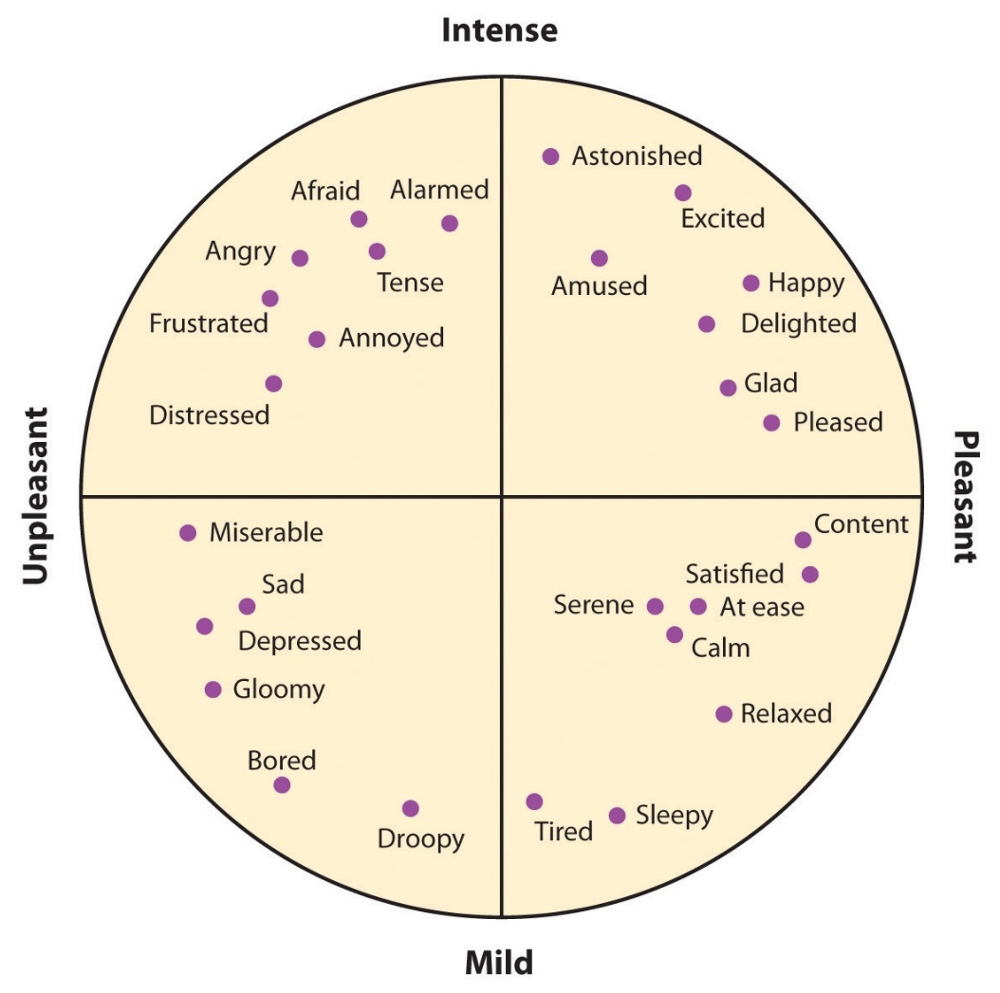 Intense
Astonished
Afraid
Alarmed
Excited
Angry
Tense
Amused
Happy
Frustrated
Delighted
Annoyed
Glad
Distressed
Pleased
Unpleasant
Pleasant
Content
Miserable
Satisfied
Sad
Serene
At ease
Depressed
Calm
Gloomy
Relaxed
Bored
Sleepy
Tired
Droopy
Mild